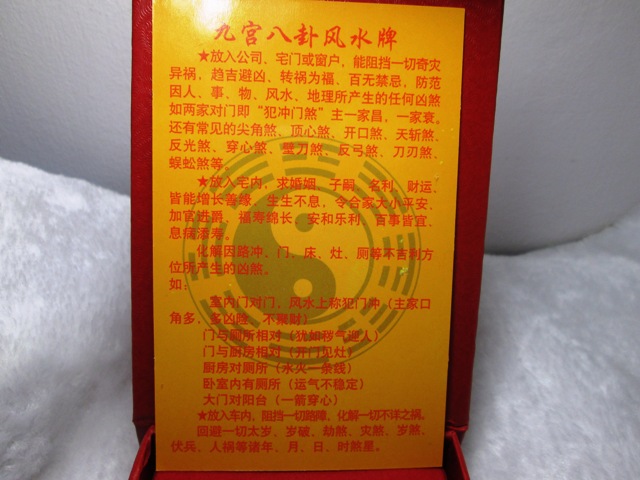 九宫八卦风水牌
★放入公司、宅门或窗户，能阻挡一切奇灾
异祸，趋吉避凶、转祸为福、百无禁忌，防范
因人、事、物、风水、地理所产生的任何凶煞
如两家对门即“犯冲门煞”主一家昌，一家衰。
还有常见的尖角煞、顶心煞、开口煞、天斩煞、
反光煞、穿心煞、壁刀煞、反弓煞、刀刃煞、
蜈蚣煞等。
★放入宅内，求婚姻、子嗣、名利、财运、
皆能增长善缘，生生不息，令合家大小平安、
加官进爵、福寿绵长、安和乐利、百事皆宜、
息病添寿。
化解因路冲、门、床、灶、厕等不吉利方
位所产生的凶煞。
如：
室内门对门，风水上称犯门冲（主家口
角多、多凶险、不聚财）
门与厕所相对（犹如秽气迎人）
门与厨房相对（开门见灶）
厨房对厕所（水火一条线）
卧室内有厕所（运气不稳定）
大门对阳台（一箭穿心）
★放入车内，阻挡一切路障，化解一切不详之祸。
回避一切太岁、岁破、劫煞、灾煞、岁煞、
伏兵、人祸等诸年、月、日、时煞星。